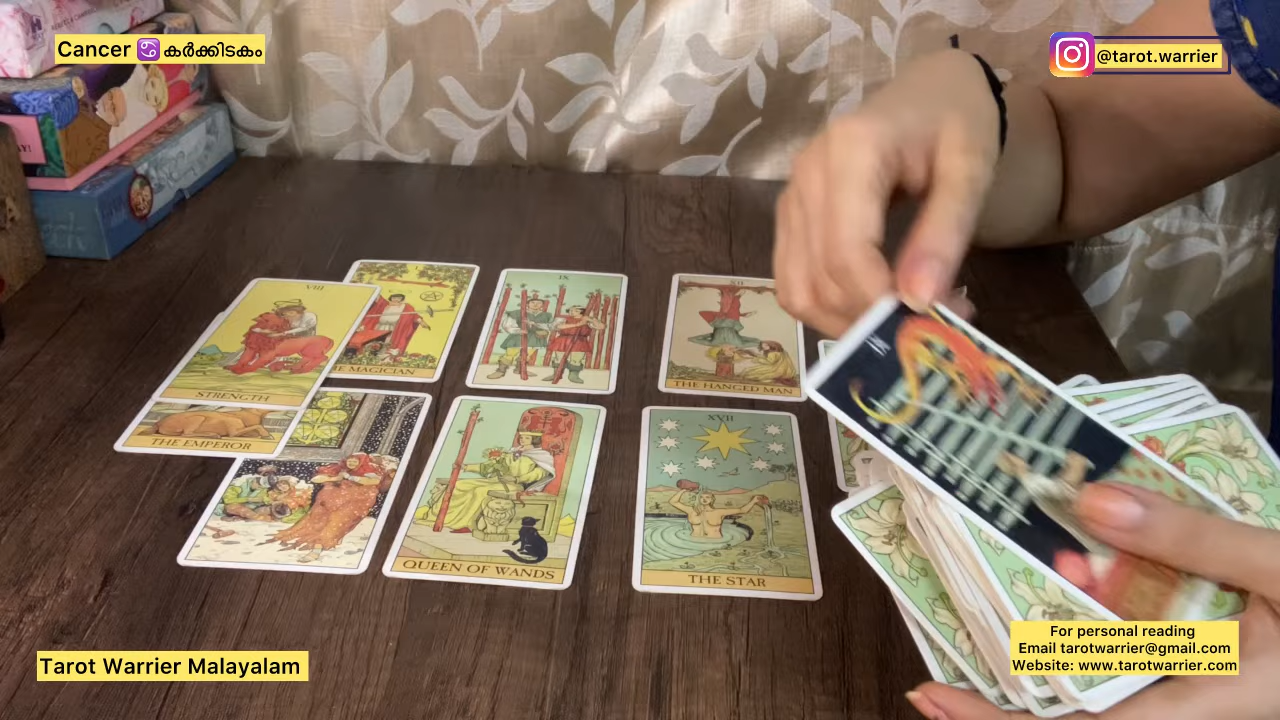 Cancer ♋ കർക്കിടകം
@tarot.warrier
VIII
STRENGTH
THE EMPEROR
E MAGICIAN
IX
QUEEN OF WANDS
XII
THE HANGED MAN
XVII
THE STAR
Tarot Warrier Malayalam
For personal reading
Email tarotwarrier@gmail.com
Website: www.tarotwarrier.com